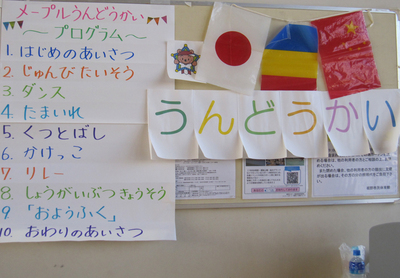 メープルうんどうかい
～プログラム～
1. はじめのあいさつ
2. じゅんびたいそう
3. ダンス
4. たまいれ
5. くつとばし
6. かけっこ
7. リレー
8. しょうがいぶつきょうそう
9 「おようふく」
10. おわりのあいさつ
うんどうかい